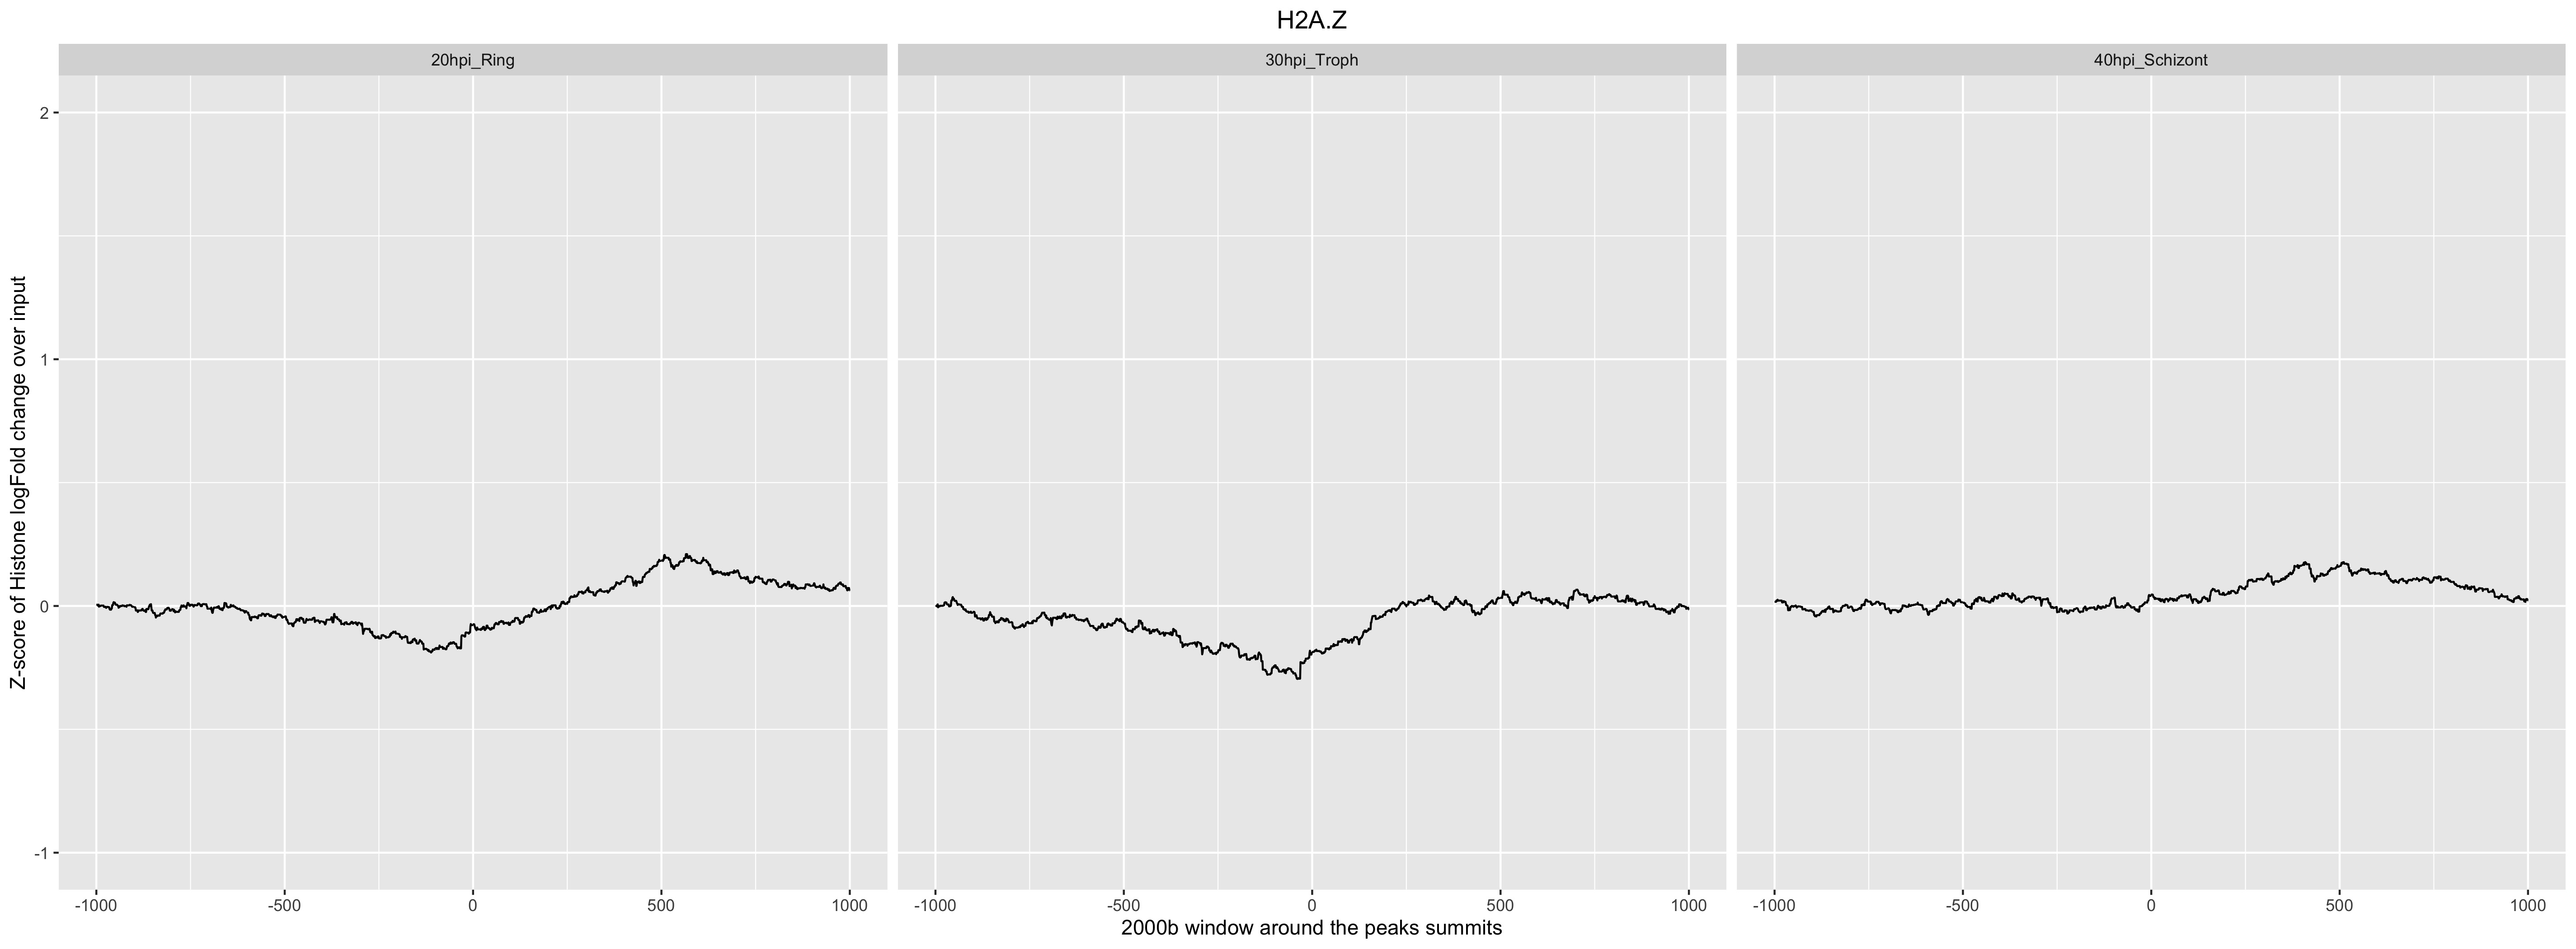 H2A.Z
20hpi_Ring
30hpi_Troph
40hpi_Schizont
Z-score of Histone logFold change over input
2
1
0
-1
-1000 -500 0 500 1000
-1000 -500 0 500 1000
-1000 -500 0 500 1000
2000b window around the peaks summits